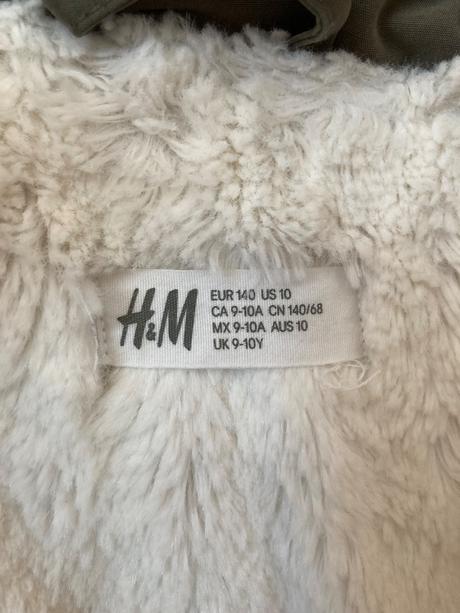 H&M
EUR 140 US 10
CA 9-10A CN 140/68
MX 9-10A AUS 10
UK 9-10Y